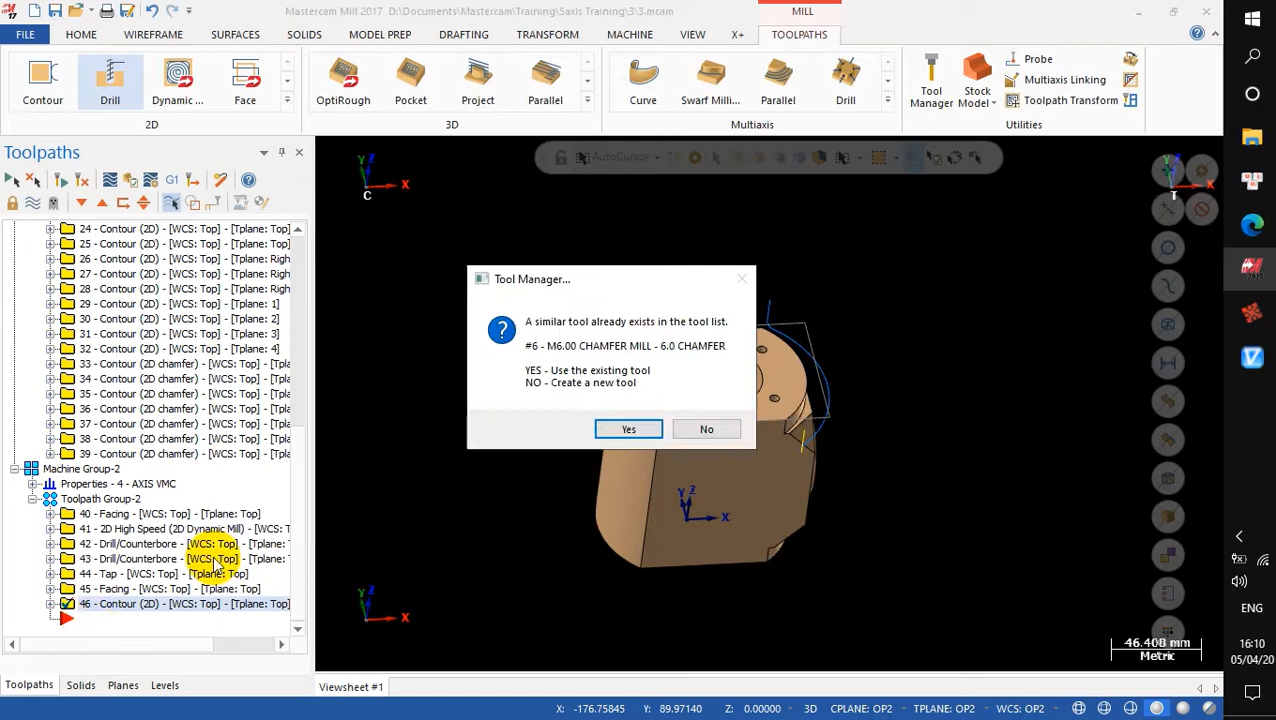 Mastercam Mill 2017 D:\Documents\Mastercam\Training\5axis Training\3\3.mcam
MILL
17
FILE
HOME
WIREFRAME
SURFACES
SOLIDS
MODEL PREP
DRAFTING
TRANSFORM
MACHINE
VIEW
X+
TOOLPATHS
Contour
Drill
Dynamic ...
Face
OptiRough
Pocket
Project
Parallel
Curve
Swarf Milli...
Parallel
Drill
Tool Manager
Stock Model
Probe
Multiaxis Linking
Toolpath Transform
2D
3D
Multiaxis
Utilities
Toolpaths
G1
AutoCursor
24 - Contour (2D) - [WCS: Top] - [Tplane: Top]
25 - Contour (2D) - [WCS: Top] - [Tplane: Top]
26 - Contour (2D) - [WCS: Top] - [Tplane: Righ
27 - Contour (2D) - [WCS: Top] - [Tplane: Righ
28 - Contour (2D) - [WCS: Top] - [Tplane: Righ
29 - Contour (2D) - [WCS: Top] - [Tplane: 1]
30 - Contour (2D) - [WCS: Top] - [Tplane: 2]
31 - Contour (2D) - [WCS: Top] - [Tplane: 3]
32 - Contour (2D) - [WCS: Top] - [Tplane: 4]
33 - Contour (2D chamfer) - [WCS: Top] - [Tpla
34 - Contour (2D chamfer) - [WCS: Top] - [Tpla
35 - Contour (2D chamfer) - [WCS: Top] - [Tpla
36 - Contour (2D chamfer) - [WCS: Top] - [Tpla
37 - Contour (2D chamfer) - [WCS: Top] - [Tpla
38 - Contour (2D chamfer) - [WCS: Top] - [Tpla
39 - Contour (2D chamfer) - [WCS: Top] - [Tpla
Machine Group-2
Properties - 4 - AXIS VMC
Toolpath Group-2
40 - Facing - [WCS: Top] - [Tplane: Top]
41 - 2D High Speed (2D Dynamic Mill) - [WCS: T
42 - Drill/Counterbore - [WCS: Top] - [Tplane: T
43 - Drill/Counterbore - [WCS: Top] - [Tplane: T
44 - Tap - [WCS: Top] - [Tplane: Top]
45 - Facing - [WCS: Top] - [Tplane: Top]
46 - Contour (2D) - [WCS: Top] - [Tplane: Top]
Toolpaths
Solids
Planes
Levels
Y Z
X
C
Y Z
X
T
Tool Manager...
A similar tool already exists in the tool list.
#6 - M6.00 CHAMFER MILL - 6.0 CHAMFER
YES - Use the existing tool
NO - Create a new tool
Yes
No
Y Z
X
Y Z
X
46.408 mm
Metric
Viewsheet #1
X: -176.75845 Y: 89.97140 Z: 0.00000 3D CPLANE: OP2 TPLANE: OP2 WCS: OP2
ENG
16:10
05/04/20